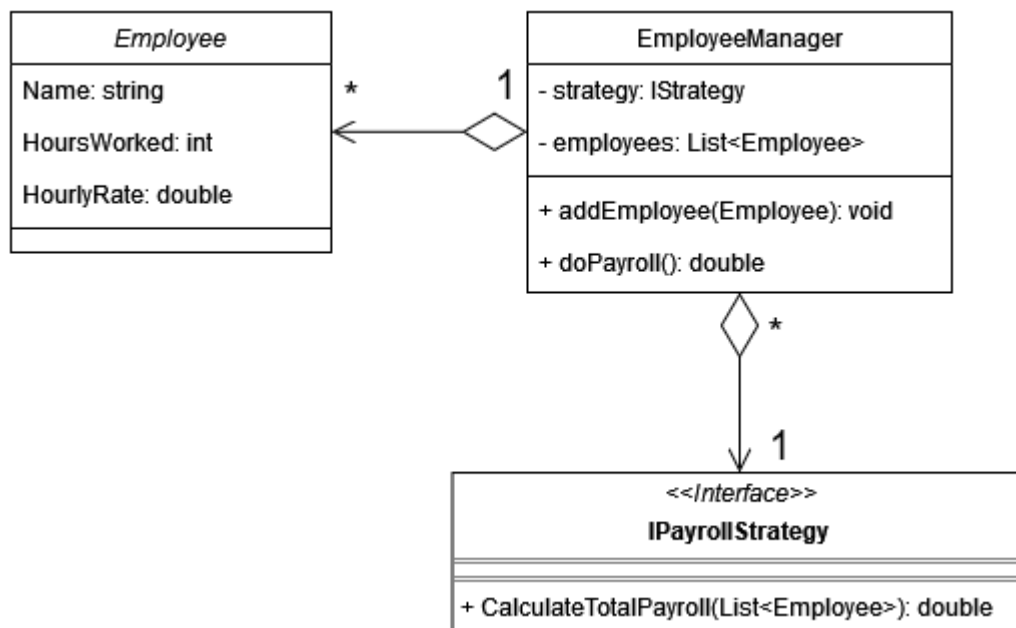 Employee
Name: string
HoursWorked: int
HourlyRate: double
*
1
EmployeeManager
- strategy: IStrategy
- employees: List<Employee>
+ addEmployee(Employee): void
+ doPayroll(): double
*
1
<<Interface>>
IPayrollStrategy
+ CalculateTotalPayroll(List<Employee>): double